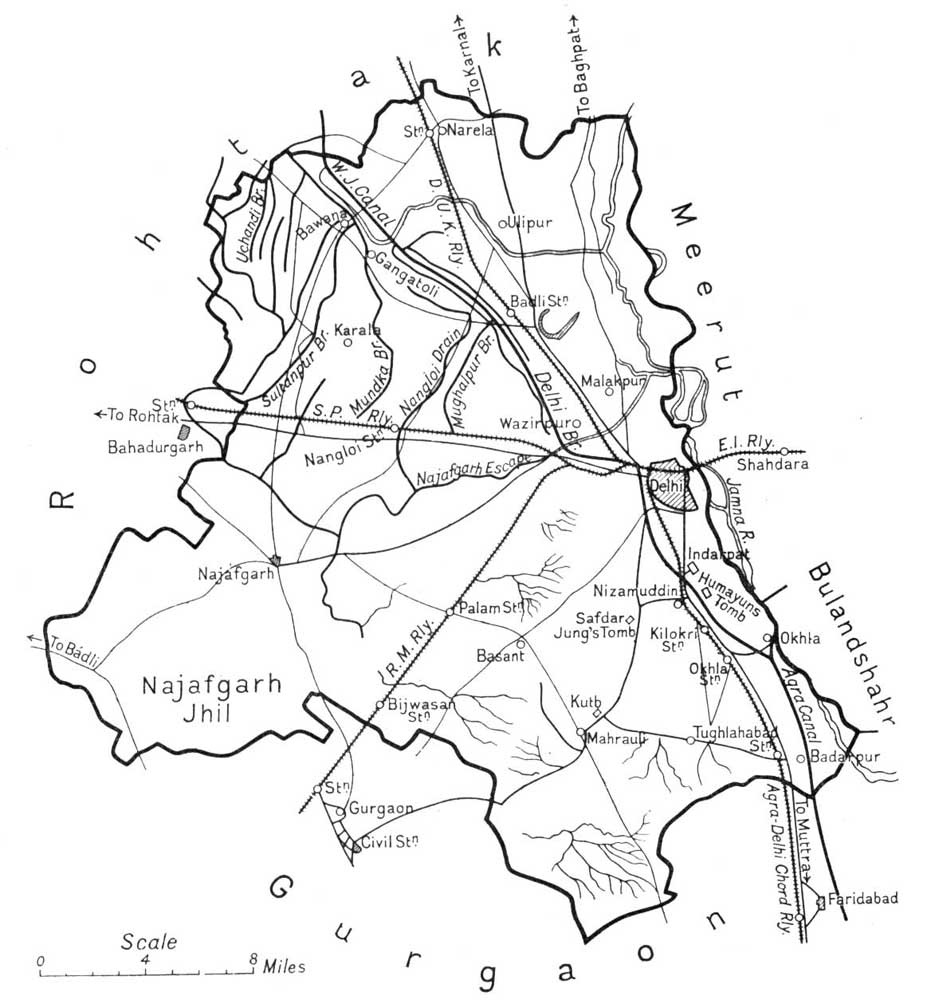 To Karnal→
To Baghpat→
Rohtak
Stn
Narela
W.J. Canal
D. U. K. Rly.
Meerut
Uchandi Br.
Bawana
Ulipur
Gangatoli
Badli Stn
Karala
Sultanpur Br.
Mundka Br.
Nangloi Drain
Mughalpur Br.
Delhi Br.
Malakpur
Stn
←To Rohtak
S.P. Rly.
Wazirpur
Bahadurgarh
Nangloi Stn
E.I. Rly.
Shahdara
Najafgarh Escape
Delhi
Jamna R.
Indarpat
Najafgarh
Nizamuddin
Humayuns
Tomb
Bulandshahr
Palam Stn
Safdar
Jung's Tomb
Kilokri
Stn
Okhla
←To Badli
R.M. Rly.
Basant
Okhla
Stn
Najafgarh
Jhil
Bijwasan
Stn
Kutb
Agra Canal
Mahrauli
Tughlahabad
Stn
Badarpur
Stn
Gurgaon
Civil Stn
Agra-Delhi Chord Rly.
To Muttra→
Faridabad
Gurgaon
Scale
0 4 8 Miles